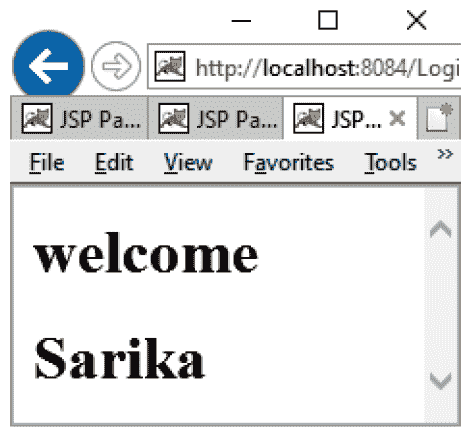 http://localhost:8084/Logi
JSP Pa... JSP Pa... JSP...
File Edit View Favorites Tools
welcome
Sarika